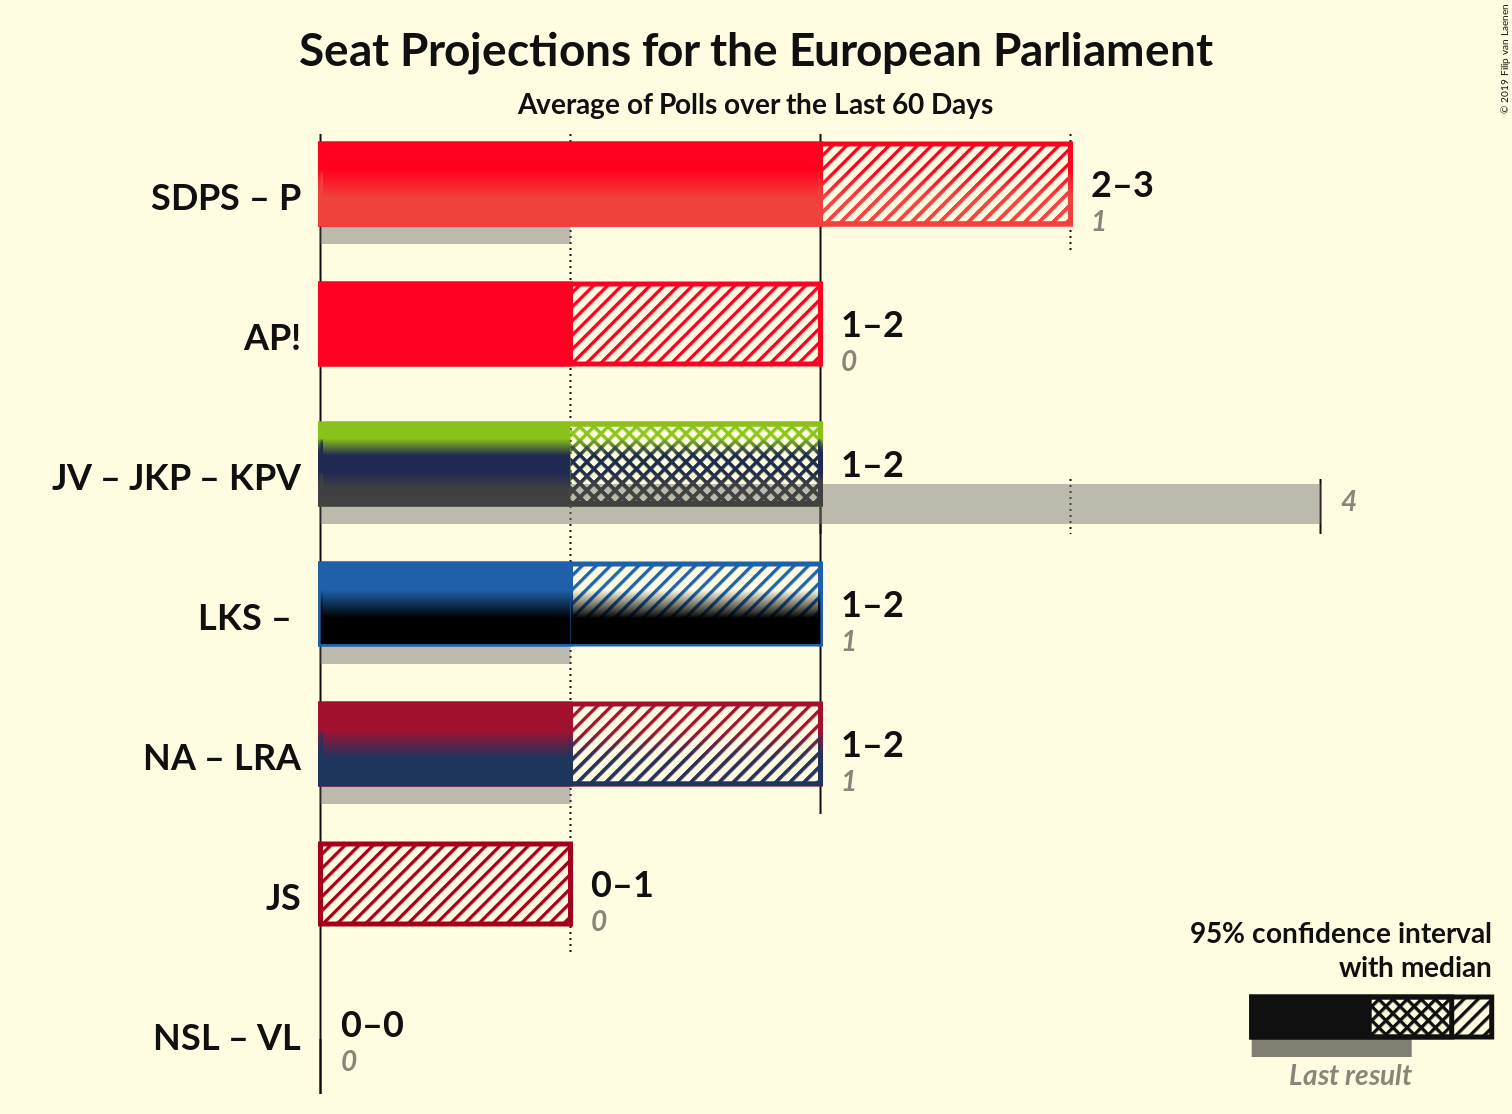 Seat Projections for the European Parliament
Average of Polls over the Last 60 Days
© 2019 Filip van Laenen
SDPS – P
2–3
1
AP!
1–2
0
JV – JKP – KPV
1–2
4
LKS –
1–2
1
NA – LRA
1–2
1
JS
0–1
0
NSL – VL
0–0
0
95% confidence interval
with median
Last result